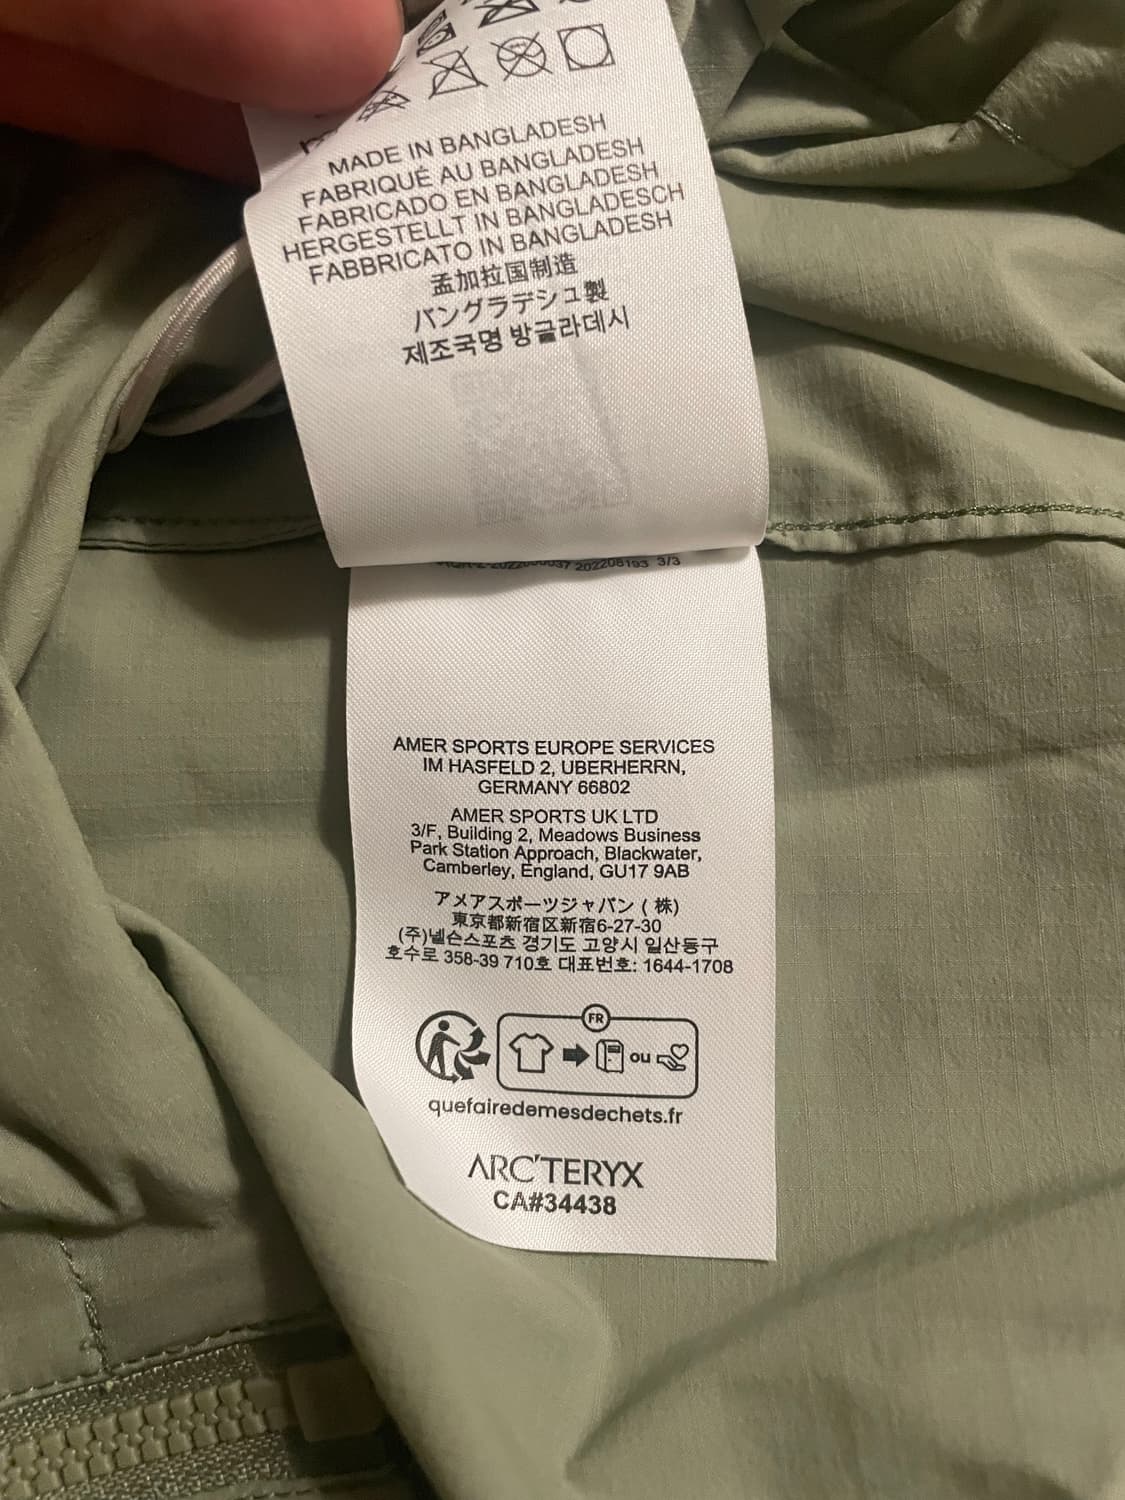 MADE IN BANGLADESH
FABRIQUÉ AU BANGLADESH
FABRICADO EN BANGLADESH
HERGESTELLT IN BANGLADESCH
FABBRICATO IN BANGLADESH
孟加拉国制造
バングラデシュ製
제조국명 방글라데시
202208193 3/3
AMER SPORTS EUROPE SERVICES
IM HASFELD 2, UBERHERRN,
GERMANY 66802
AMER SPORTS UK LTD
3/F, Building 2, Meadows Business
Park Station Approach, Blackwater,
Camberley, England, GU17 9AB
アメアスポーツジャパン ( 株)
東京都新宿区新宿6-27-30
(주)넬슨스포츠 경기도 고양시 일산동구
호수로 358-39 710호 대표번호: 1644-1708
FR
ou
quefairedemesdechets.fr
ARC'TERYX
CA#34438